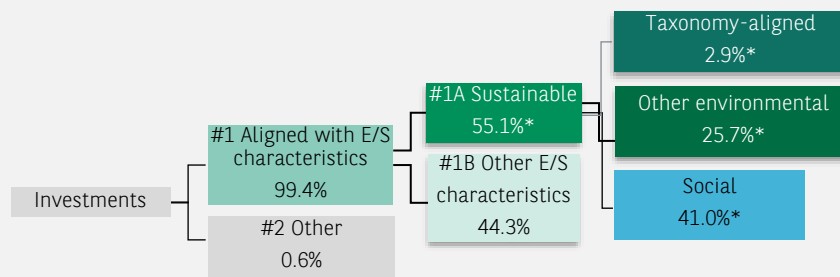 Investments
#1 Aligned with E/S
characteristics
99.4%
#2 Other
0.6%
#1A Sustainable
55.1%*
#1B Other E/S
characteristics
44.3%
Taxonomy-aligned
2.9%*
Other environmental
25.7%*
Social
41.0%*